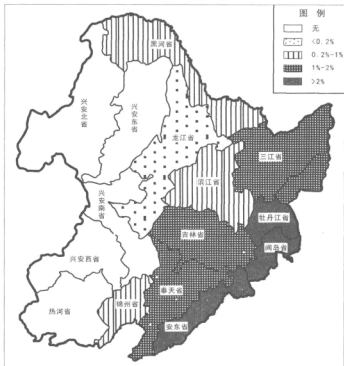 图 例
无
<0.2%
0.2%-1%
1%-2%
>2%
黑河省
兴安北省
兴安东省
龙江省
三江省
滨江省
兴安南省
牡丹江省
吉林省
间岛省
兴安西省
奉天省
锦州省
热河省
安东省